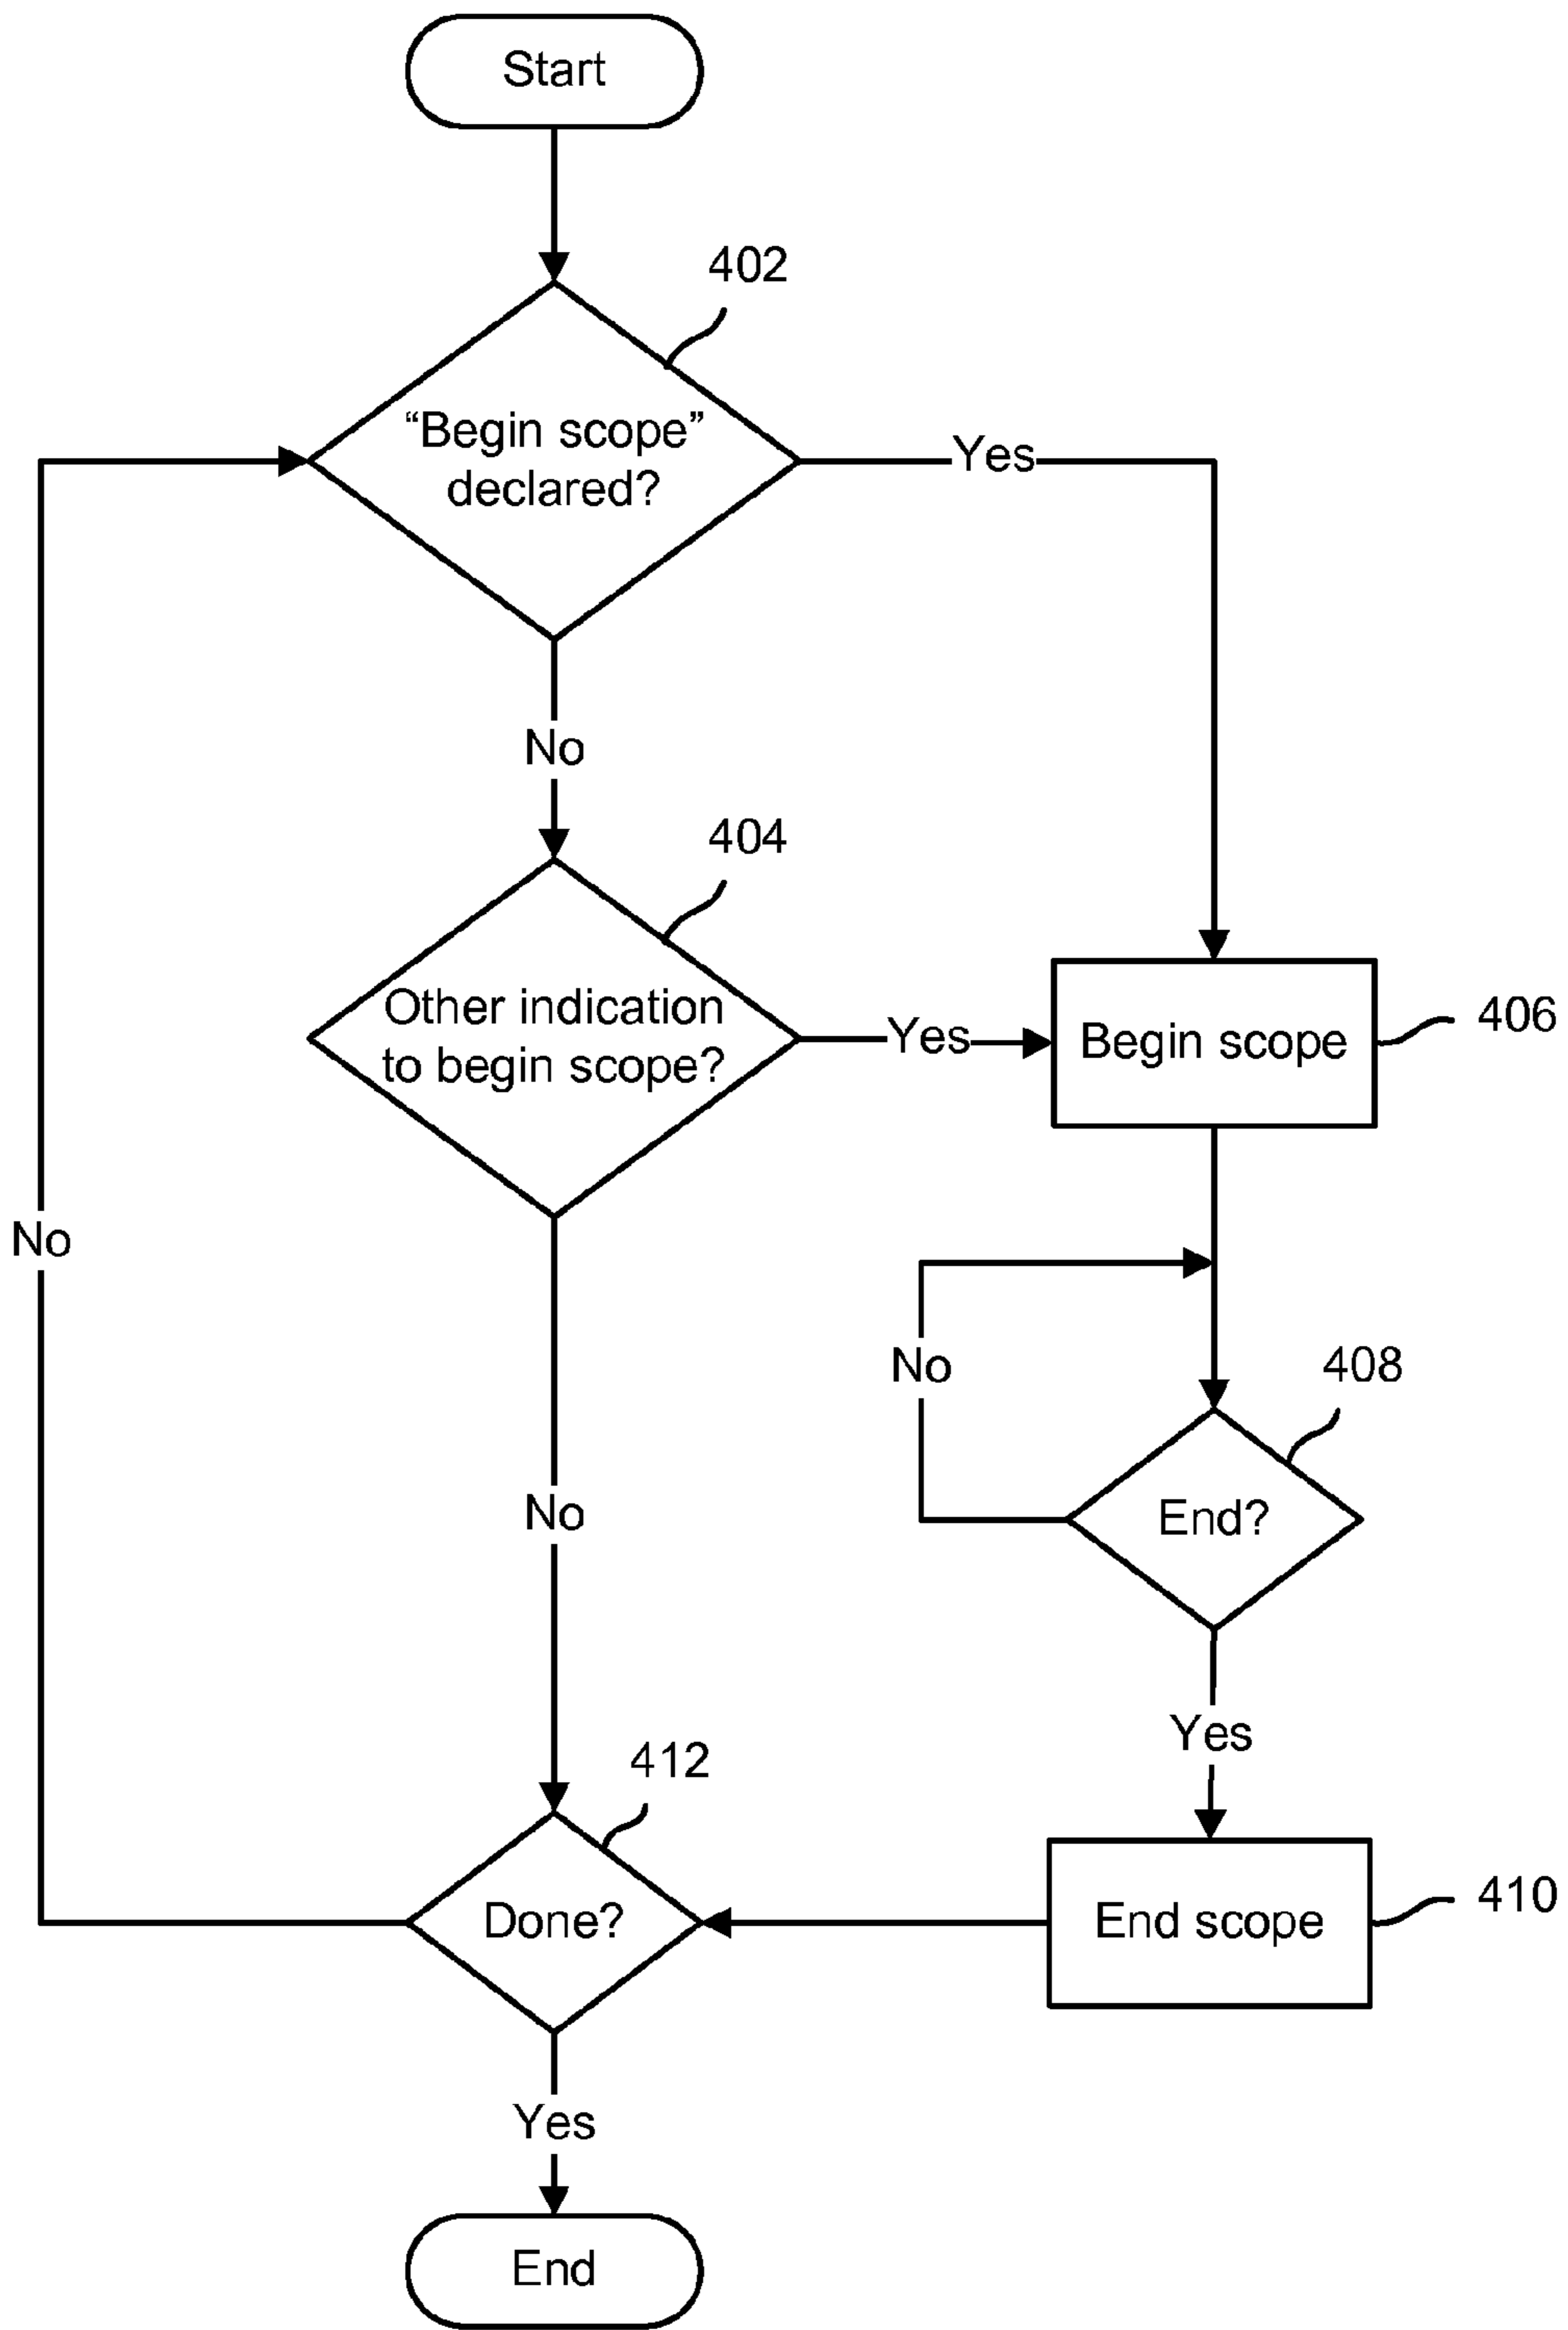 Start
402
“Begin scope”
declared?
Yes
No
404
Other indication
to begin scope?
Yes
Begin scope
406
No
No
408
End?
No
Yes
412
Done?
End scope
410
Yes
End